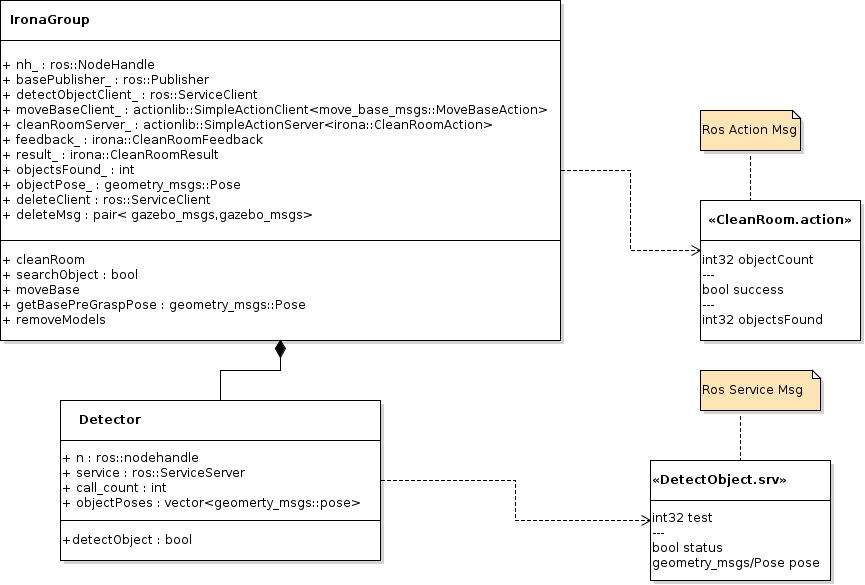 IronaGroup
+ nh_ : ros::NodeHandle
+ basePublisher_ : ros::Publisher
+ detectObjectClient_ : ros::ServiceClient
+ moveBaseClient_ : actionlib::SimpleActionClient<move_base_msgs::MoveBaseAction>
+ cleanRoomServer_ : actionlib::SimpleActionServer<irona::CleanRoomAction>
+ feedback_ : irona::CleanRoomFeedback
+ result_ : irona::CleanRoomResult
+ objectsFound_ : int
+ objectPose_ : geometry_msgs::Pose
+ deleteClient : ros::ServiceClient
+ deleteMsg : pair< gazebo_msgs,gazebo_msgs>
+ cleanRoom
+ searchObject : bool
+ moveBase
+ getBasePreGraspPose : geometry_msgs::Pose
+ removeModels
Ros Action Msg
«CleanRoom.action»
int32 objectCount
---
bool success
---
int32 objectsFound
Detector
+ n : ros::nodehandle
+ service : ros::ServiceServer
+ call_count : int
+ objectPoses : vector<geomerty_msgs::pose>
+detectObject : bool
Ros Service Msg
«DetectObject.srv»
int32 test
---
bool status
geometry_msgs/Pose pose